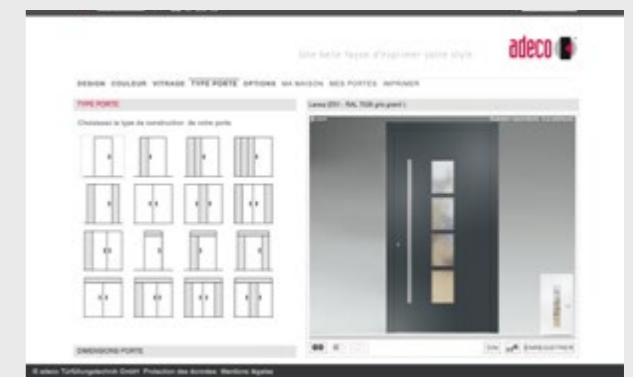 Une belle façon d'exprimer votre style
adeco
DESIGN COULEUR VITRAGE TYPE PORTE OPTIONS MA MAISON MES PORTES IMPRIMER
TYPE PORTE
Choisissez le type de construction de votre porte
DIMENSIONS PORTE
ENREGISTRER
© adeco Türfüllungstechnik GmbH Protection des données Mentions légales